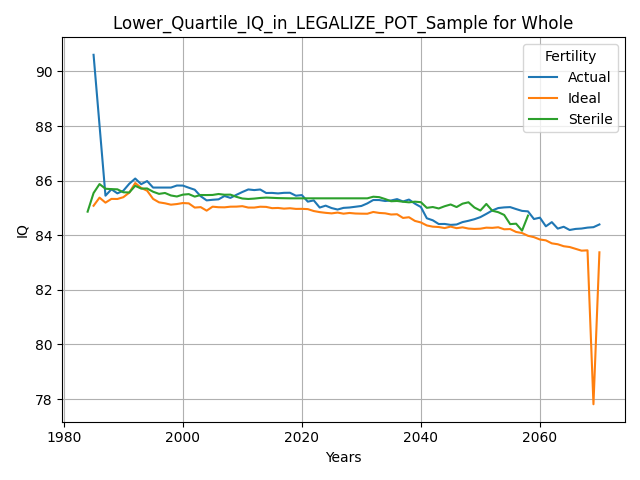 Lower_Quartile_IQ_in_LEGALIZE_POT_Sample for Whole
Fertility
Actual
Ideal
Sterile
IQ
90
88
86
84
82
80
78
1980
2000
2020
2040
2060
Years